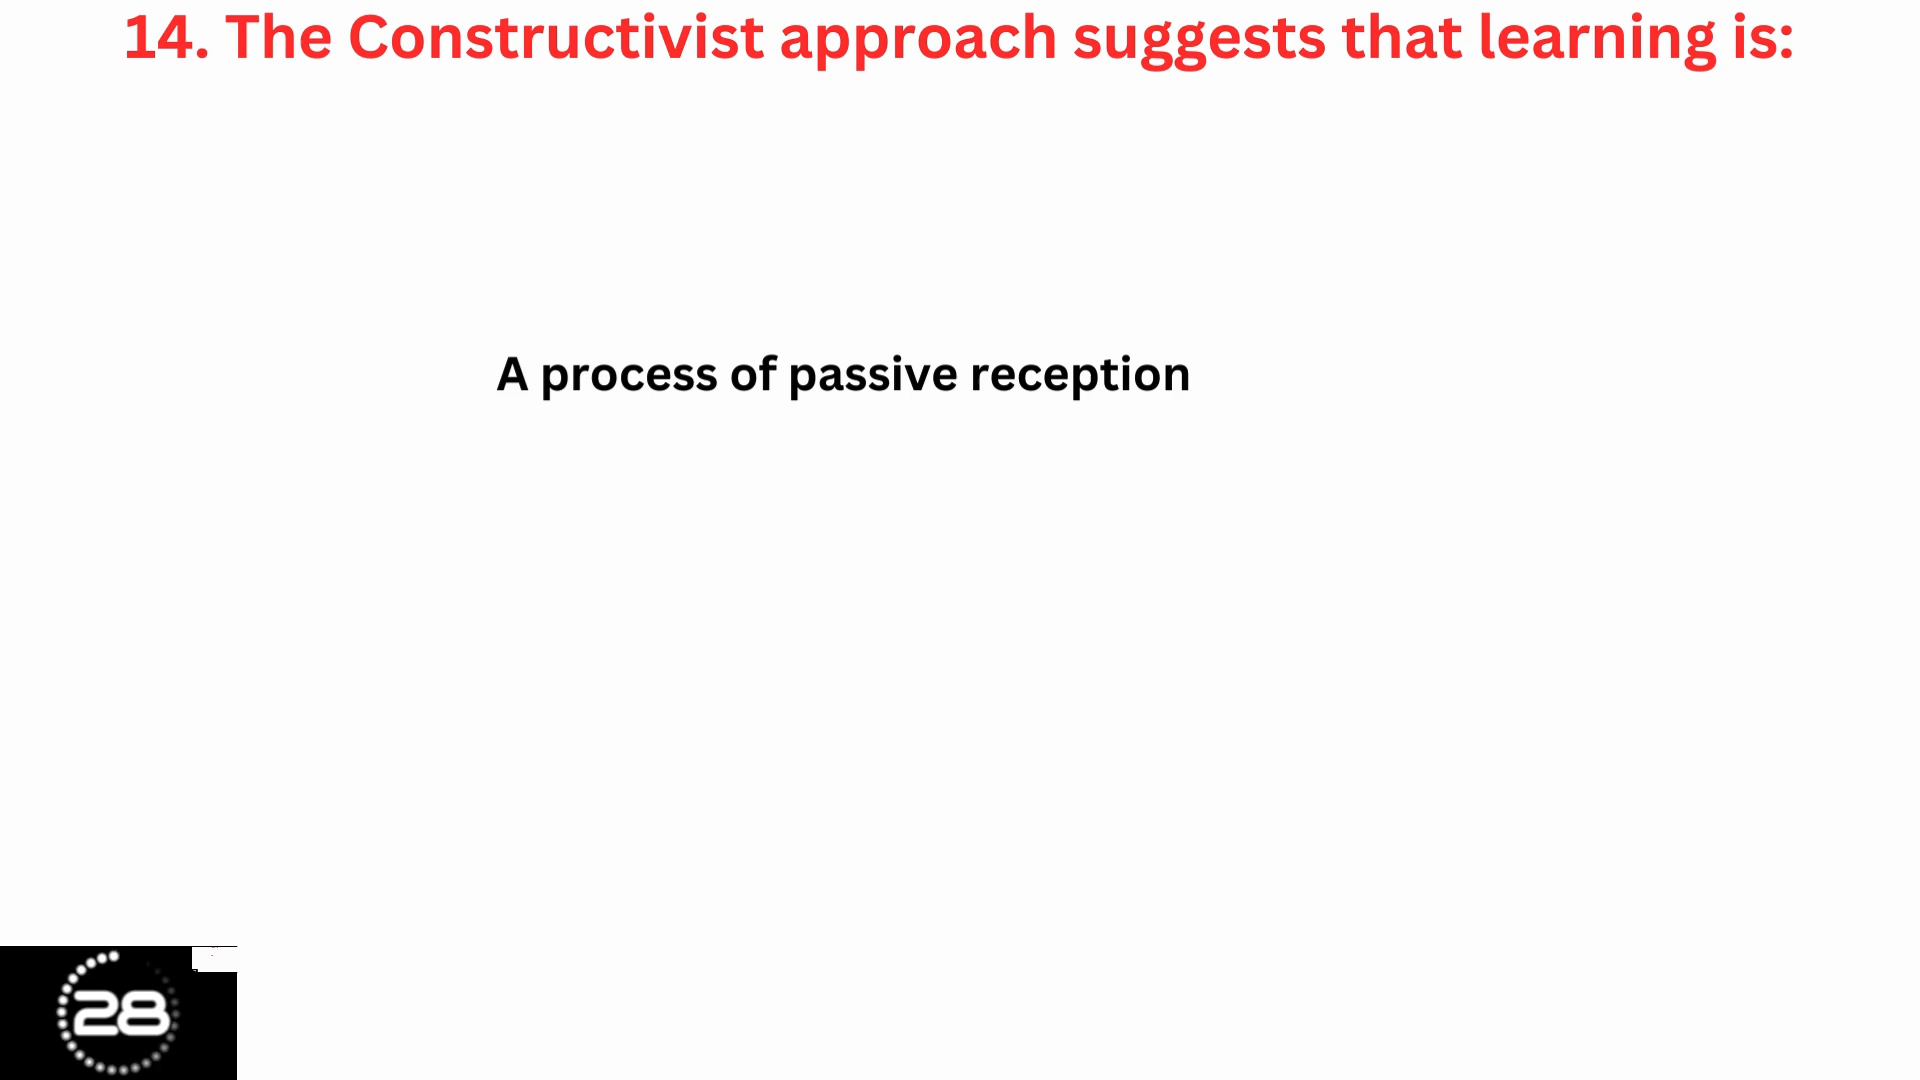 14. The Constructivist approach suggests that learning is:
A process of passive reception
28